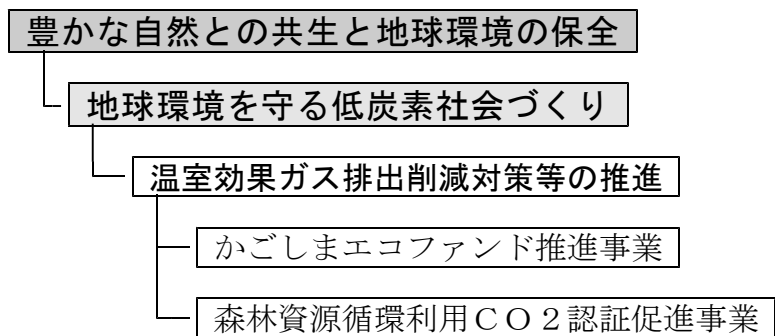 豊かな自然との共生と地球環境の保全
地球環境を守る低炭素社会づくり
温室効果ガス排出削減対策等の推進
かごしまエコファンド推進事業
森林資源循環利用ＣＯ２認証促進事業